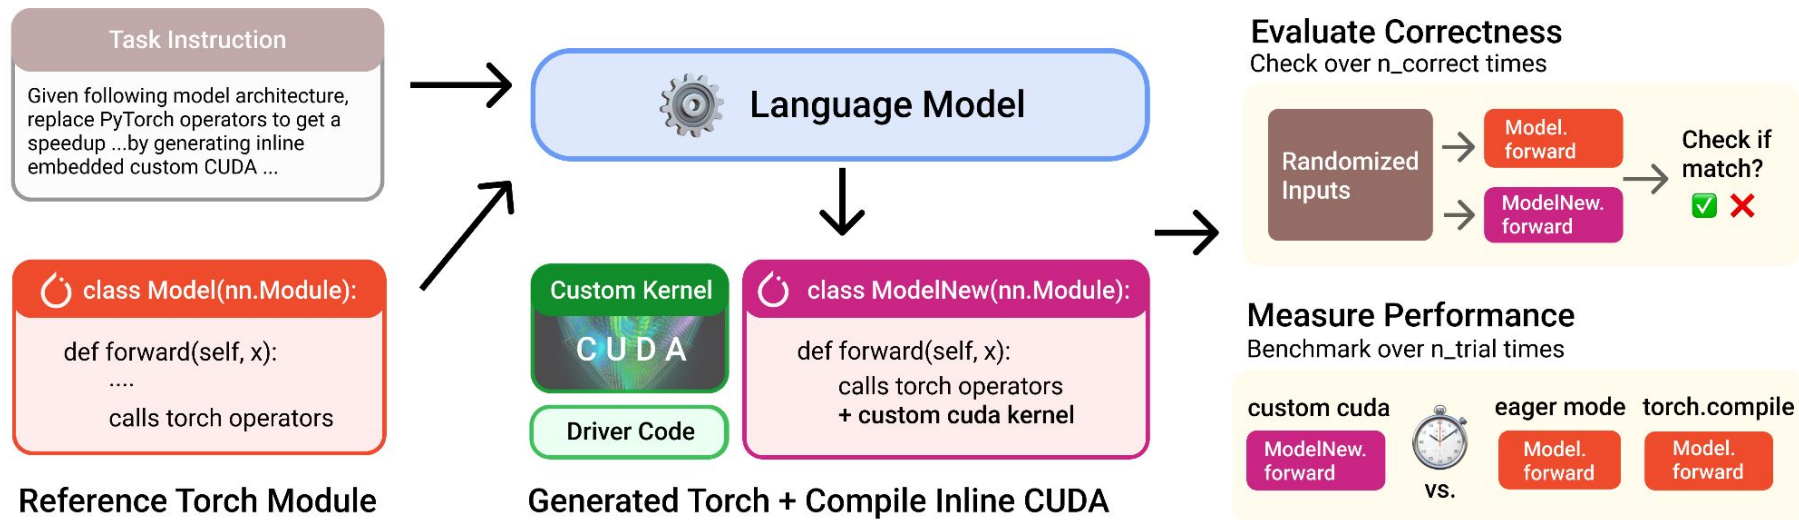 Task Instruction
Given following model architecture,
replace PyTorch operators to get a
speedup ...by generating inline
embedded custom CUDA ...
class Model(nn.Module):
def forward(self, x):
....
calls torch operators
Reference Torch Module
Language Model
Custom Kernel
CUDA
Driver Code
class ModelNew(nn.Module):
def forward(self, x):
calls torch operators
+ custom cuda kernel
Generated Torch + Compile Inline CUDA
Evaluate Correctness
Check over n_correct times
Randomized
Inputs
Model.
forward
ModelNew.
forward
Check if
match?
Measure Performance
Benchmark over n_trial times
custom cuda
ModelNew.
forward
vs.
eager mode
Model.
forward
torch.compile
Model.
forward